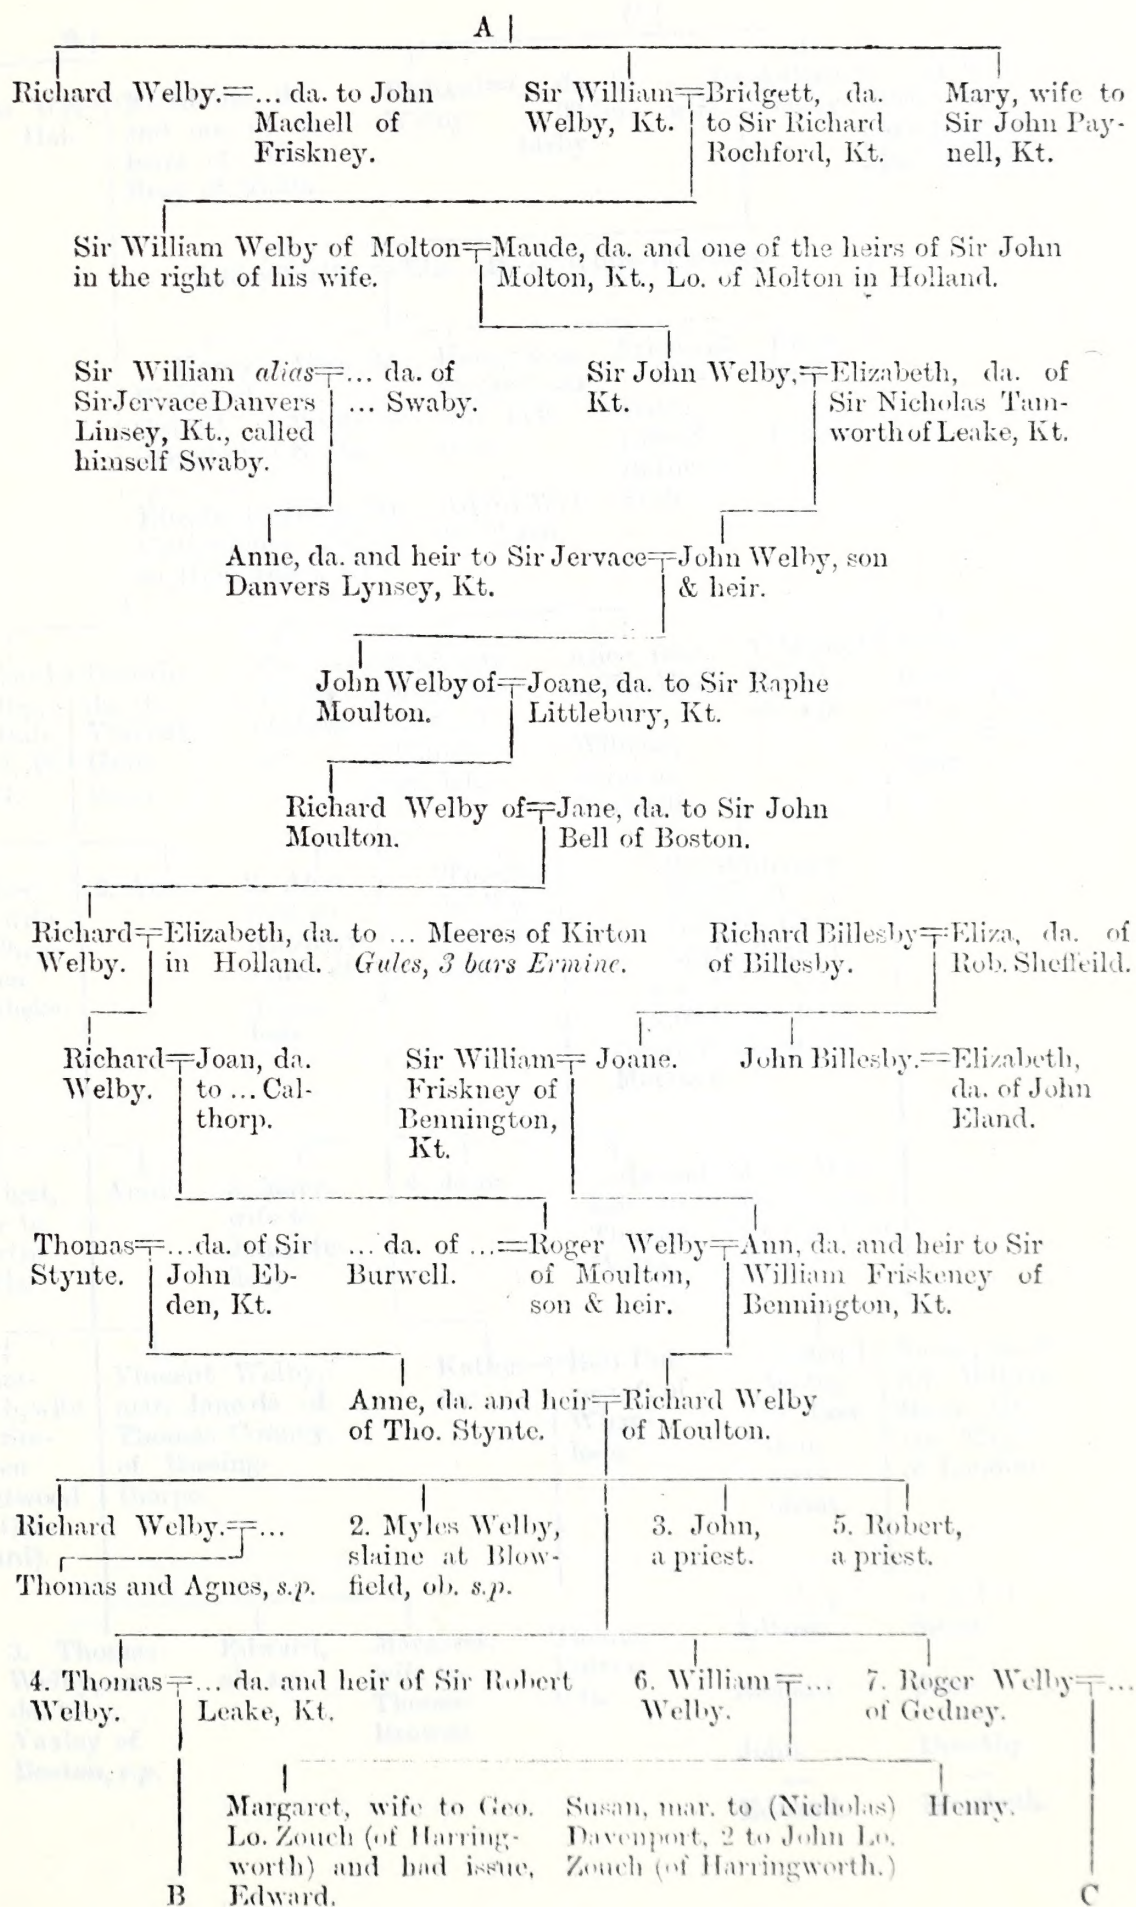 A
Richard Welby.=... da. to John
Machell of
Friskney.
Sir William=Bridgett, da.
Welby, Kt. to Sir Richard
Rochford, Kt.
Mary, wife to
Sir John Pay-
nell, Kt.
Sir William Welby of Molton=Maude, da. and one of the heirs of Sir John
in the right of his wife. Molton, Kt., Lo. of Molton in Holland.
Sir William alias=... da. of
Sir Jervace Danvers ... Swaby.
Linsey, Kt., called
himself Swaby.
Sir John Welby,=Elizabeth, da. of
Kt. Sir Nicholas Tam-
worth of Leake, Kt.
Anne, da. and heir to Sir Jervace=John Welby, son
Danvers Lynsey, Kt. & heir.
John Welby of=Joane, da. to Sir Raphe
Moulton. Littlebury, Kt.
Richard Welby of=Jane, da. to Sir John
Moulton. Bell of Boston.
Richard=Elizabeth, da. to ... Meeres of Kirton
Welby. in Holland. Gules, 3 bars Ermine.
Richard Billesby=Eliza, da. of
of Billesby. Rob. Sheffeild.
Richard=Joan, da.
Welby. to ... Cal-
thorp.
Sir William= Joane.
Friskney of
Bennington,
Kt.
John Billesby.=Elizabeth,
da. of John
Eland.
Thomas=...da. of Sir
Stynte. John Eb-
den, Kt.
... da. of ...=Roger Welby=Ann, da. and heir to Sir
Burwell. of Moulton, William Friskeney of
son & heir. Bennington, Kt.
Anne, da. and heir=Richard Welby
of Tho. Stynte. of Moulton.
Richard Welby.=...
Thomas and Agnes, s.p.
2. Myles Welby,
slaine at Blow-
field, ob. s.p.
3. John,
a priest.
5. Robert,
a priest.
4. Thomas=... da. and heir of Sir Robert
Welby. Leake, Kt.
6. William=...
Welby.
7. Roger Welby=...
of Gedney.
Margaret, wife to Geo.
Lo. Zouch (of Harring-
worth) and had issue,
Edward.
Susan, mar. to (Nicholas)
Davenport, 2 to John Lo.
Zouch (of Harringworth.)
Henry.
B
C